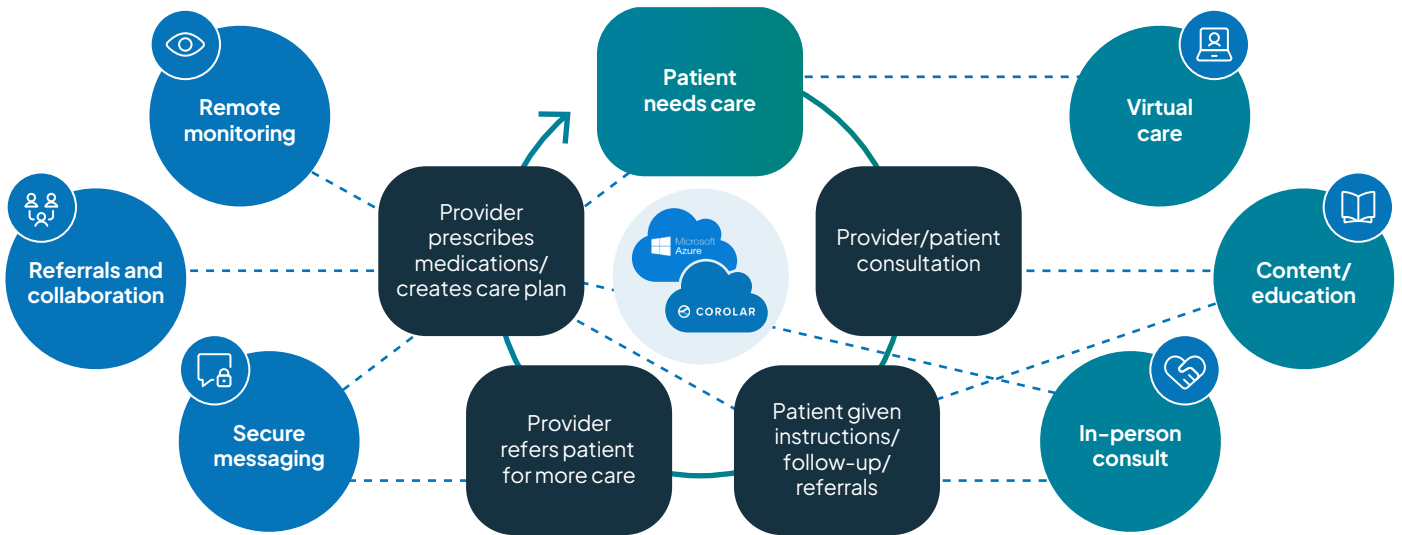 Patient
needs care
Remote
monitoring
Virtual
care
Provider
prescribes
medications/
creates care plan
Microsoft
Azure
COROLAR
Provider/patient
consultation
Referrals and
collaboration
Content/
education
Secure
messaging
Provider
refers patient
for more care
Patient given
instructions/
follow-up/
referrals
In-person
consult